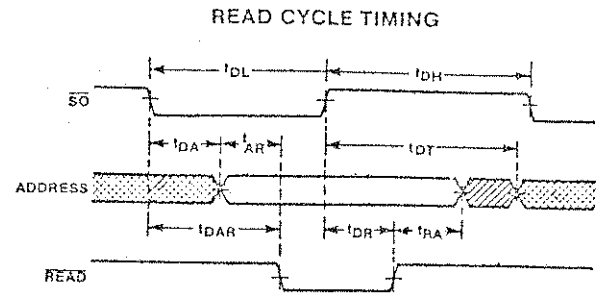 READ CYCLE TIMING
tDL
tDH
SO
tDA
tAR
tDT
ADDRESS
tDAR
tDR
tRA
READ